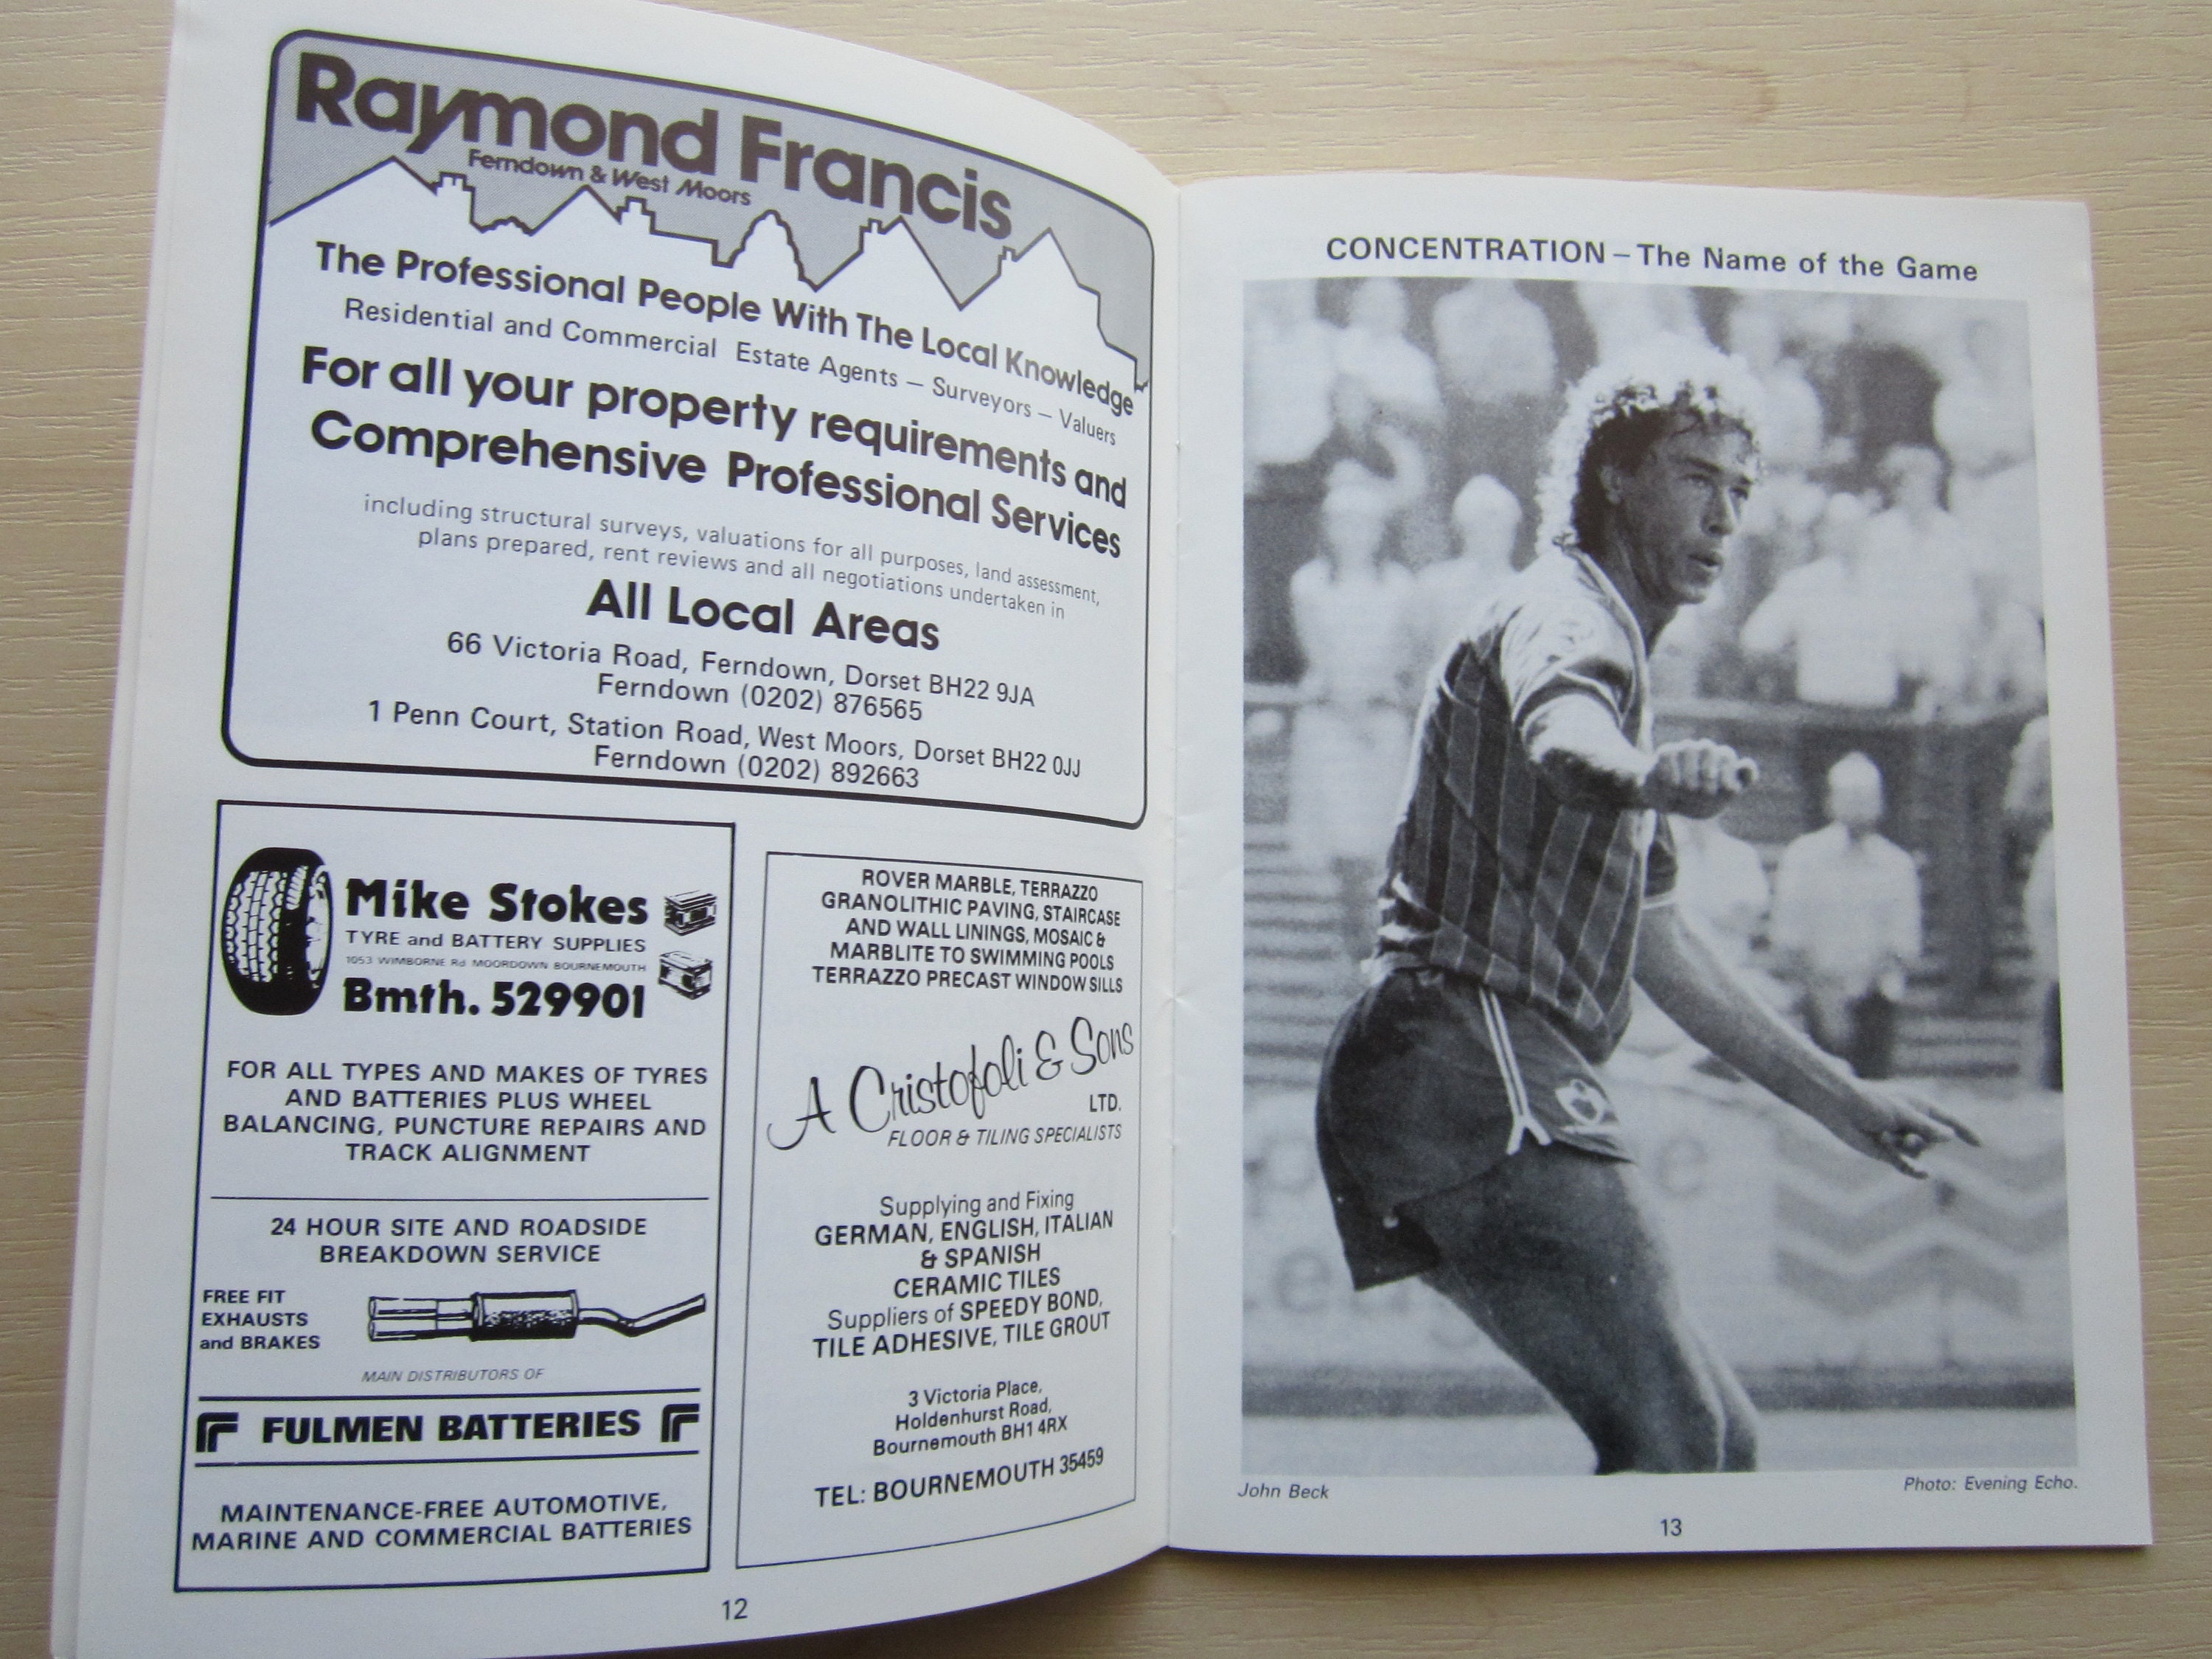 Raymond Francis
Ferndown & West Moors
The Professional People With The Local Knowledge
Residential and Commercial Estate Agents – Surveyors – Valuers
For all your property requirements and
Comprehensive Professional Services
including structural surveys, valuations for all purposes, land assessment,
plans prepared, rent reviews and all negotiations undertaken in
All Local Areas
66 Victoria Road, Ferndown, Dorset BH22 9JA
Ferndown (0202) 876565
1 Penn Court, Station Road, West Moors, Dorset BH22 0JJ
Ferndown (0202) 892663
Mike Stokes
TYRE and BATTERY SUPPLIES
1053 WIMBORNE Rd MOORDOWN BOURNEMOUTH
Bmth. 529901
FOR ALL TYPES AND MAKES OF TYRES
AND BATTERIES PLUS WHEEL
BALANCING, PUNCTURE REPAIRS AND
TRACK ALIGNMENT
24 HOUR SITE AND ROADSIDE
BREAKDOWN SERVICE
FREE FIT
EXHAUSTS
and BRAKES
MAIN DISTRIBUTORS OF
FULMEN BATTERIES
MAINTENANCE-FREE AUTOMOTIVE,
MARINE AND COMMERCIAL BATTERIES
ROVER MARBLE, TERRAZZO
GRANOLITHIC PAVING, STAIRCASE
AND WALL LININGS, MOSAIC &
MARBLITE TO SWIMMING POOLS
TERRAZZO PRECAST WINDOW SILLS
A Cristofoli & Sons
LTD.
FLOOR & TILING SPECIALISTS
Supplying and Fixing
GERMAN, ENGLISH, ITALIAN
& SPANISH
CERAMIC TILES
Suppliers of SPEEDY BOND,
TILE ADHESIVE, TILE GROUT
3 Victoria Place,
Holdenhurst Road,
Bournemouth BH1 4RX
TEL: BOURNEMOUTH 35459
12
CONCENTRATION – The Name of the Game
John Beck
Photo: Evening Echo.
13